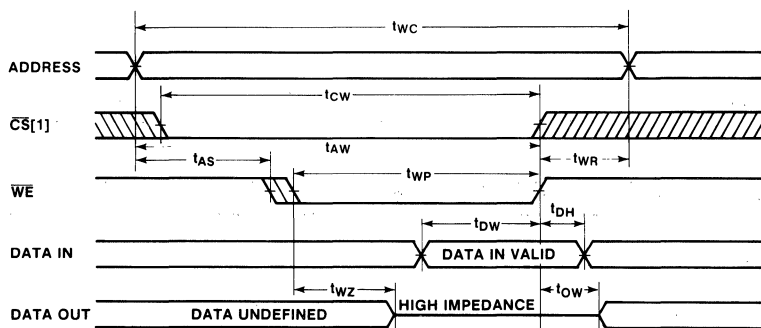 tWC
ADDRESS
tCW
CS[1]
tAW
tAS
tWR
tWP
WE
tDW
tDH
DATA IN
DATA IN VALID
tWZ
HIGH IMPEDANCE
tOW
DATA OUT
DATA UNDEFINED